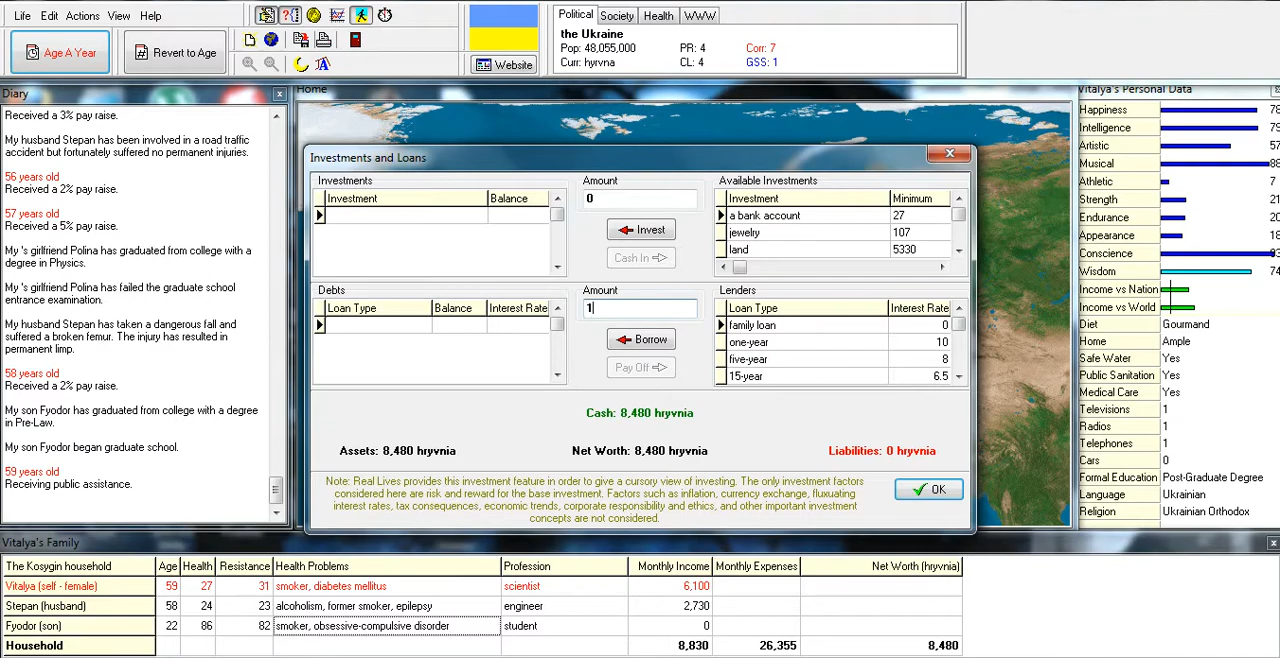 Life Edit Actions View Help
Age A Year
Revert to Age
Website
Political Society Health WWW
the Ukraine
Pop: 48,055,000 PR: 4 Corr: 7
Curr: hyrvna CL: 4 GSS: 1
Diary
Received a 3% pay raise.
My husband Stepan has been involved in a road traffic
accident but fortunately suffered no permanent injuries.
56 years old
Received a 2% pay raise.
57 years old
Received a 5% pay raise.
My 's girlfriend Polina has graduated from college with a
degree in Physics.
My 's girlfriend Polina has failed the graduate school
entrance examination.
My husband Stepan has taken a dangerous fall and
suffered a broken femur. The injury has resulted in
permanent limp.
58 years old
Received a 2% pay raise.
My son Fyodor has graduated from college with a degree
in Pre-Law.
My son Fyodor began graduate school.
59 years old
Receiving public assistance.
Home
Investments and Loans
Investments
Investment Balance
Amount
0
Invest
Cash In
Available Investments
Investment Minimum
a bank account 27
jewelry 107
land 5330
Debts
Loan Type Balance Interest Rate
Amount
1
Borrow
Pay Off
Lenders
Loan Type Interest Rate
family loan 0
one-year 10
five-year 8
15-year 6.5
Cash: 8,480 hryvnia
Assets: 8,480 hryvnia Net Worth: 8,480 hryvnia Liabilities: 0 hryvnia
Note: Real Lives provides this investment feature in order to give a cursory view of investing. The only investment factors
considered here are risk and reward for the base investment. Factors such as inflation, currency exchange, fluxuating
interest rates, tax consequences, economic trends, corporate responsibility and ethics, and other important investment
concepts are not considered.
OK
Vitalya's Personal Data
Happiness 78
Intelligence 79
Artistic 57
Musical 88
Athletic 7
Strength 21
Endurance 20
Appearance 18
Conscience 93
Wisdom 74
Income vs Nation
Income vs World
Diet Gourmand
Home Ample
Safe Water Yes
Public Sanitation Yes
Medical Care Yes
Televisions 1
Radios 1
Telephones 1
Cars 0
Formal Education Post-Graduate Degree
Language Ukrainian
Religion Ukrainian Orthodox
Vitalya's Family
The Kosygin household Age Health Resistance Health Problems Profession Monthly Income Monthly Expenses Net Worth (hryvnia)
Vitalya (self - female) 59 27 31 smoker, diabetes mellitus scientist 6,100
Stepan (husband) 58 24 23 alcoholism, former smoker, epilepsy engineer 2,730
Fyodor (son) 22 86 82 smoker, obsessive-compulsive disorder student 0
Household 8,830 26,355 8,480